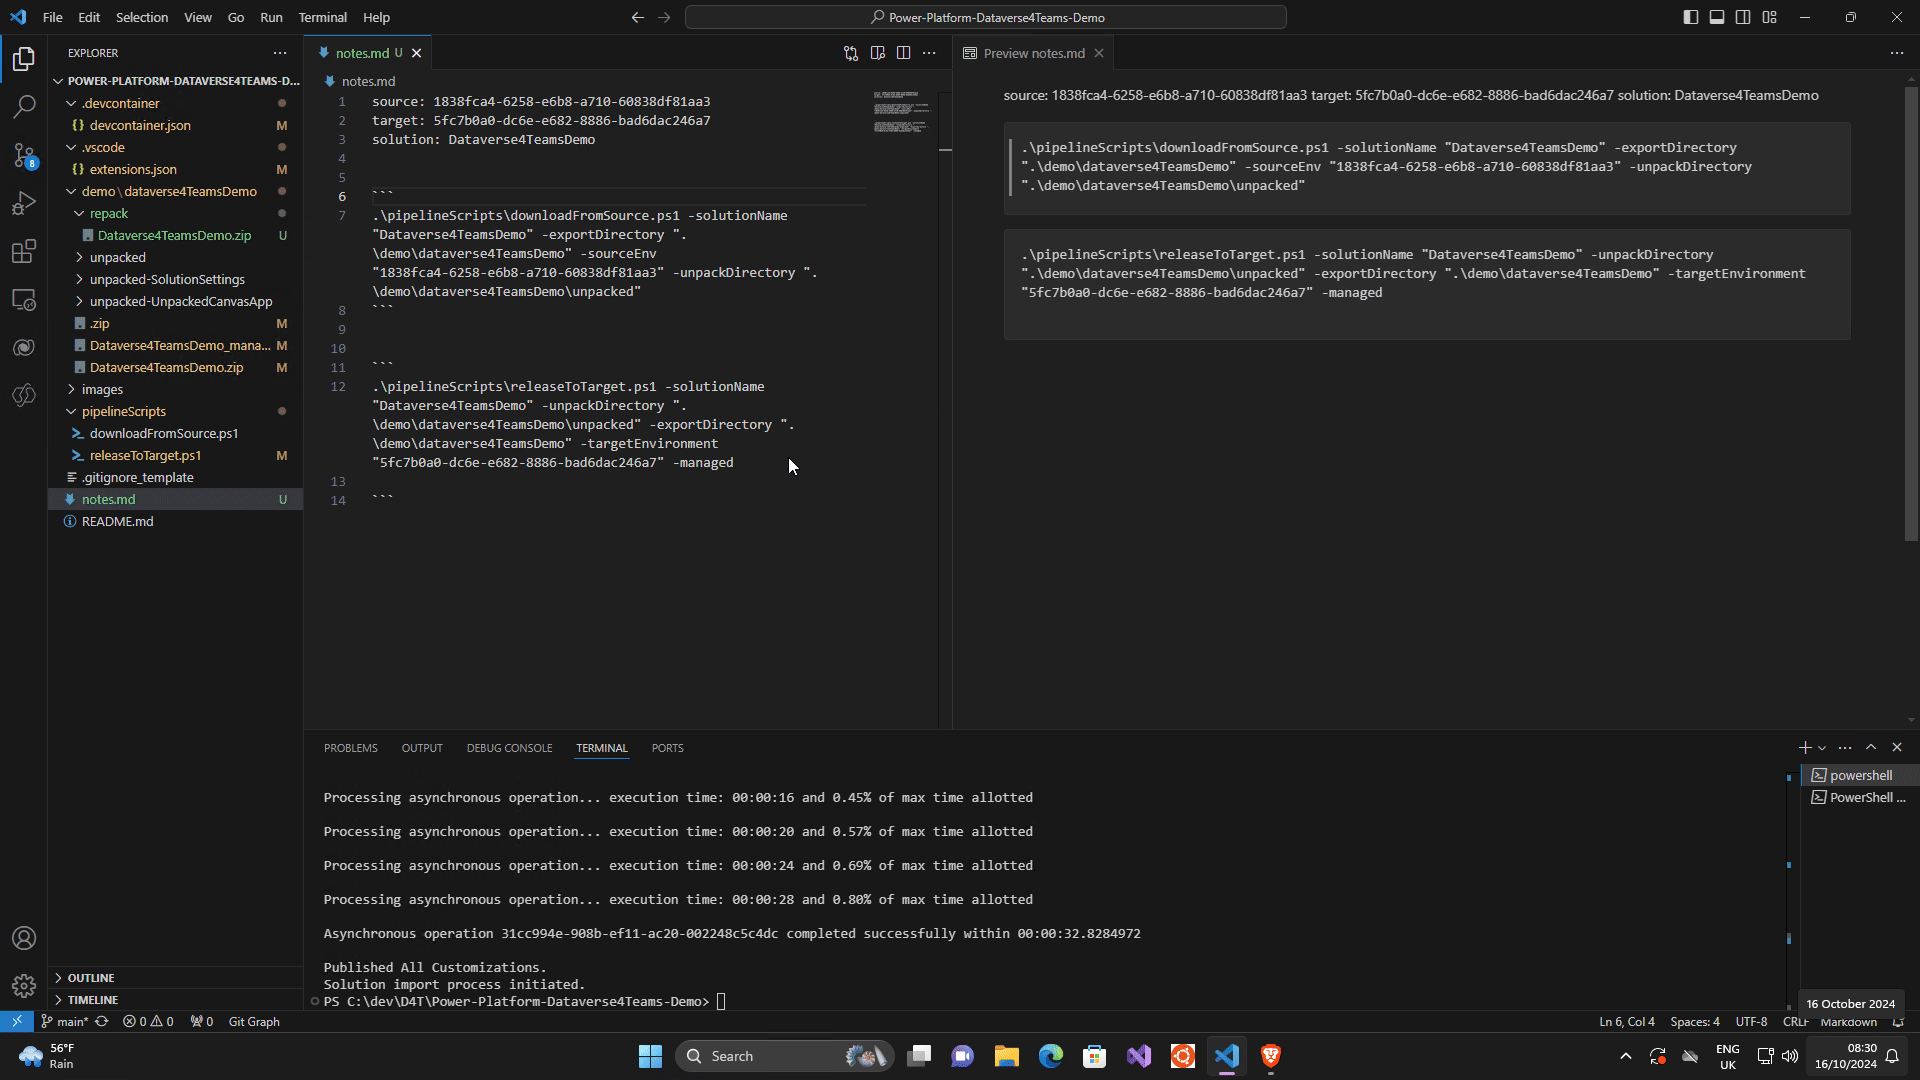 File Edit Selection View Go Run Terminal Help
Power-Platform-Dataverse4Teams-Demo
EXPLORER
POWER-PLATFORM-DATAVERSE4TEAMS-D...
.devcontainer
devcontainer.json M
.vscode
extensions.json M
demo\dataverse4TeamsDemo
repack
Dataverse4TeamsDemo.zip U
unpacked
unpacked-SolutionSettings
unpacked-UnpackedCanvasApp
.zip M
Dataverse4TeamsDemo_mana... M
Dataverse4TeamsDemo.zip M
images
pipelineScripts
downloadFromSource.ps1
releaseToTarget.ps1 M
.gitignore_template
notes.md U
README.md
OUTLINE
TIMELINE
8
notes.md U
notes.md
1 source: 1838fca4-6258-e6b8-a710-60838df81aa3
2 target: 5fc7b0a0-dc6e-e682-8886-bad6dac246a7
3 solution: Dataverse4TeamsDemo
4
5
6 ```
7 .\pipelineScripts\downloadFromSource.ps1 -solutionName
"Dataverse4TeamsDemo" -exportDirectory ".
\demo\dataverse4TeamsDemo" -sourceEnv
"1838fca4-6258-e6b8-a710-60838df81aa3" -unpackDirectory ".
\demo\dataverse4TeamsDemo\unpacked"
8 ```
9
10
11 ```
12 .\pipelineScripts\releaseToTarget.ps1 -solutionName
"Dataverse4TeamsDemo" -unpackDirectory ".
\demo\dataverse4TeamsDemo\unpacked" -exportDirectory ".
\demo\dataverse4TeamsDemo" -targetEnvironment
"5fc7b0a0-dc6e-e682-8886-bad6dac246a7" -managed
13
14 ```
Preview notes.md
source: 1838fca4-6258-e6b8-a710-60838df81aa3 target: 5fc7b0a0-dc6e-e682-8886-bad6dac246a7 solution: Dataverse4TeamsDemo
.\pipelineScripts\downloadFromSource.ps1 -solutionName "Dataverse4TeamsDemo" -exportDirectory
".\demo\dataverse4TeamsDemo" -sourceEnv "1838fca4-6258-e6b8-a710-60838df81aa3" -unpackDirectory
".\demo\dataverse4TeamsDemo\unpacked"
.\pipelineScripts\releaseToTarget.ps1 -solutionName "Dataverse4TeamsDemo" -unpackDirectory
".\demo\dataverse4TeamsDemo\unpacked" -exportDirectory ".\demo\dataverse4TeamsDemo" -targetEnvironment
"5fc7b0a0-dc6e-e682-8886-bad6dac246a7" -managed
PROBLEMS OUTPUT DEBUG CONSOLE TERMINAL PORTS
Processing asynchronous operation... execution time: 00:00:16 and 0.45% of max time allotted
Processing asynchronous operation... execution time: 00:00:20 and 0.57% of max time allotted
Processing asynchronous operation... execution time: 00:00:24 and 0.69% of max time allotted
Processing asynchronous operation... execution time: 00:00:28 and 0.80% of max time allotted
Asynchronous operation 31cc994e-908b-ef11-ac20-002248c5c4dc completed successfully within 00:00:32.8284972
Published All Customizations.
Solution import process initiated.
PS C:\dev\D4T\Power-Platform-Dataverse4Teams-Demo>
powershell
PowerShell ...
16 October 2024
main* 0 0 0 Git Graph
Ln 6, Col 4 Spaces: 4 UTF-8 CRLF Markdown
56°F
Rain
Search
ENG
UK
08:30
16/10/2024